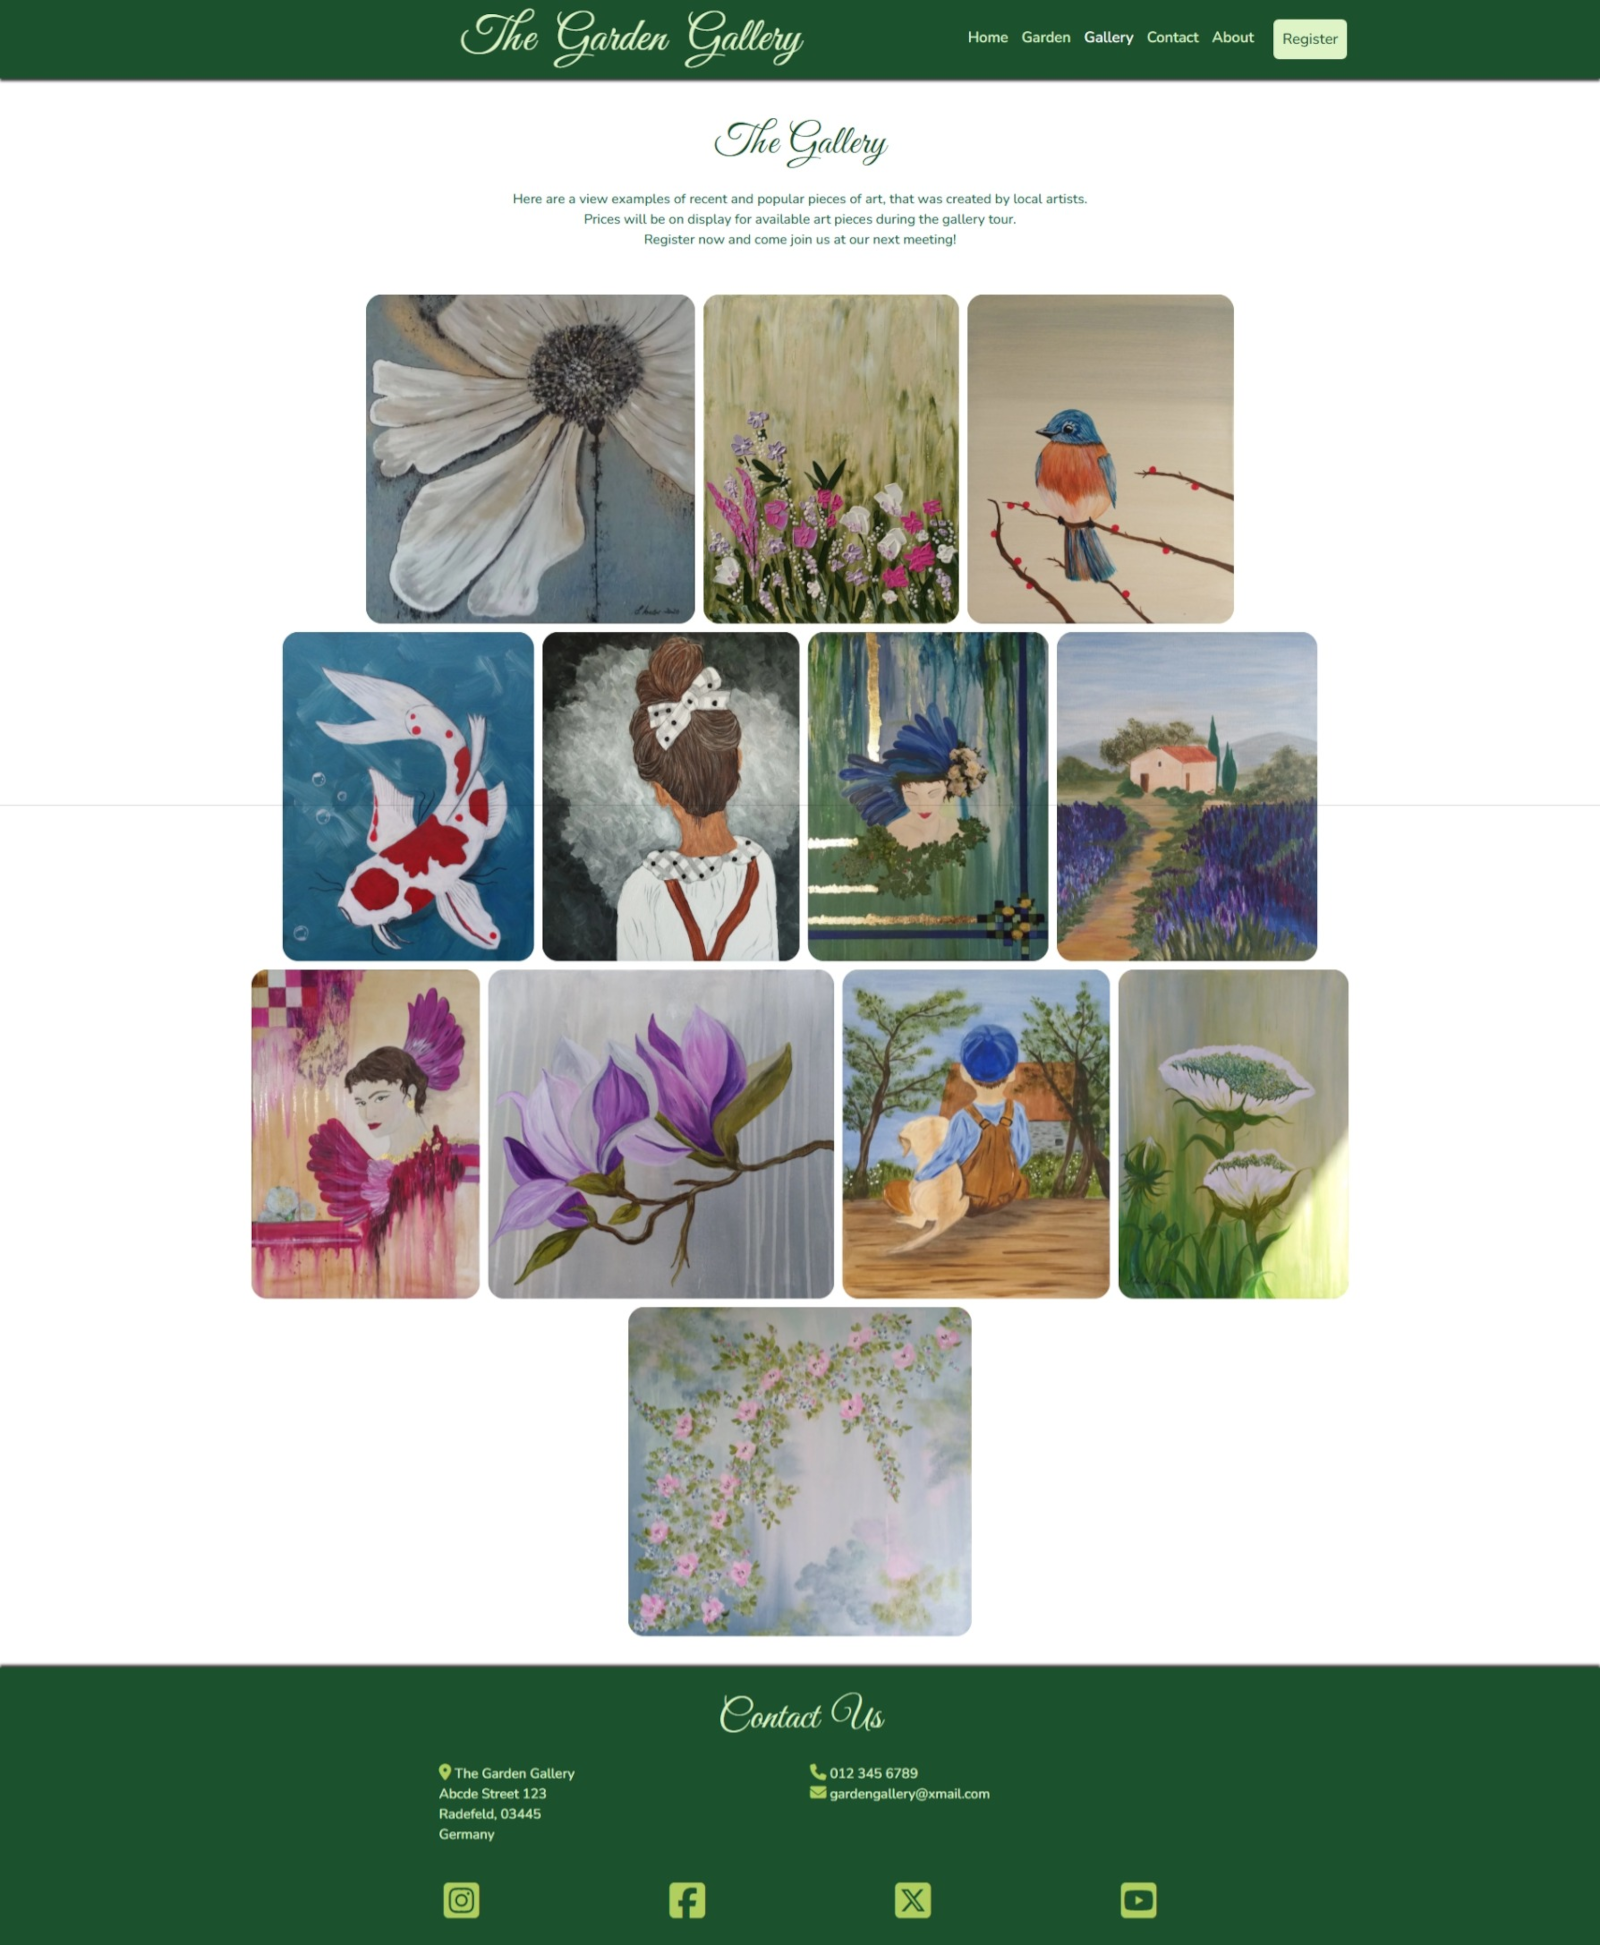 The Garden Gallery
Home Garden Gallery Contact About Register
The Gallery
Here are a view examples of recent and popular pieces of art, that was created by local artists.
Prices will be on display for available art pieces during the gallery tour.
Register now and come join us at our next meeting!
Contact Us
The Garden Gallery
Abcde Street 123
Radefeld, 03445
Germany
012 345 6789
gardengallery@xmail.com